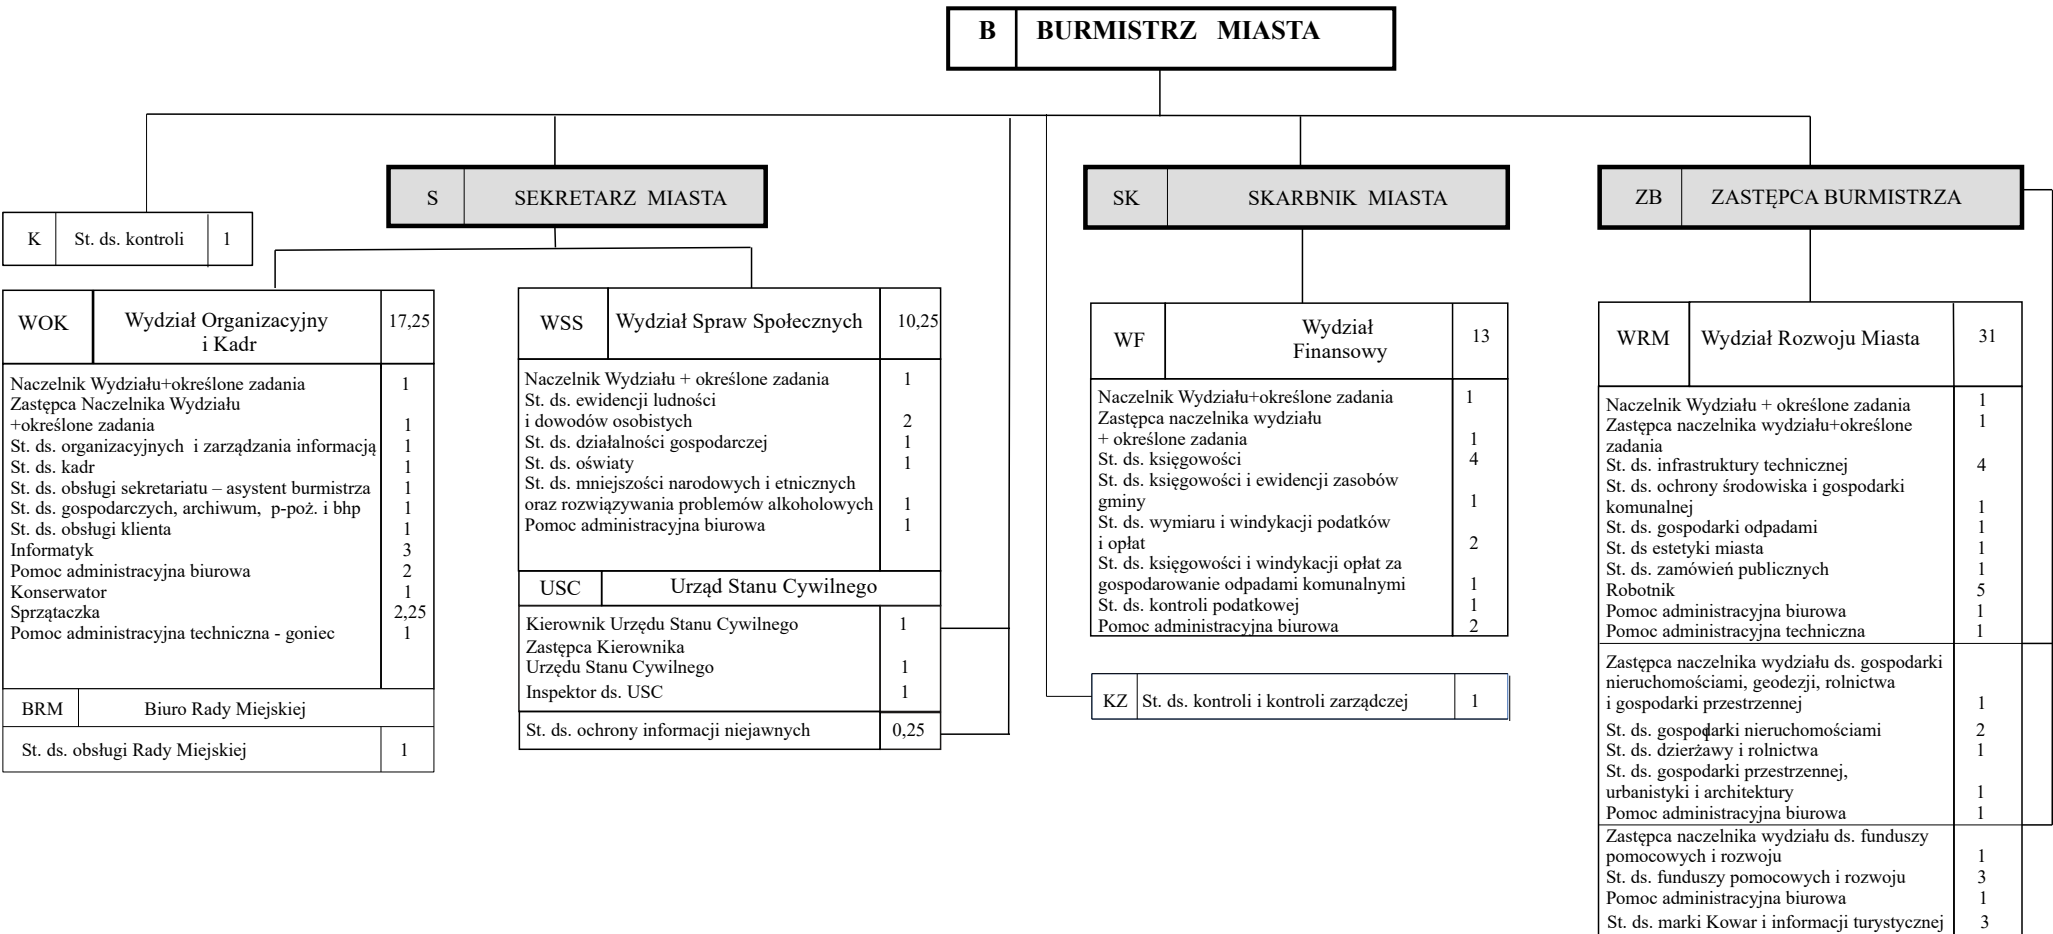 B BURMISTRZ MIASTA
S SEKRETARZ MIASTA
SK SKARBNIK MIASTA
ZB ZASTĘPCA BURMISTRZA
K St. ds. kontroli 1
WOK Wydział Organizacyjny
i Kadr
17,25
Naczelnik Wydziału+określone zadania 1
Zastępca Naczelnika Wydziału
+określone zadania 1
St. ds. organizacyjnych i zarządzania informacją 1
St. ds. kadr 1
St. ds. obsługi sekretariatu – asystent burmistrza 1
St. ds. gospodarczych, archiwum, p-poż. i bhp 1
St. ds. obsługi klienta 1
Informatyk 3
Pomoc administracyjna biurowa 2
Konserwator 1
Sprzątaczka 2,25
Pomoc administracyjna techniczna - goniec 1
BRM Biuro Rady Miejskiej
St. ds. obsługi Rady Miejskiej 1
WSS Wydział Spraw Społecznych 10,25
Naczelnik Wydziału + określone zadania 1
St. ds. ewidencji ludności
i dowodów osobistych 2
St. ds. działalności gospodarczej 1
St. ds. oświaty 1
St. ds. mniejszości narodowych i etnicznych
oraz rozwiązywania problemów alkoholowych 1
Pomoc administracyjna biurowa 1
USC Urząd Stanu Cywilnego
Kierownik Urzędu Stanu Cywilnego 1
Zastępca Kierownika
Urzędu Stanu Cywilnego 1
Inspektor ds. USC 1
St. ds. ochrony informacji niejawnych 0,25
WF Wydział
Finansowy
13
Naczelnik Wydziału+określone zadania 1
Zastępca naczelnika wydziału
+ określone zadania 1
St. ds. księgowości 4
St. ds. księgowości i ewidencji zasobów
gminy 1
St. ds. wymiaru i windykacji podatków
i opłat 2
St. ds. księgowości i windykacji opłat za
gospodarowanie odpadami komunalnymi 1
St. ds. kontroli podatkowej 1
Pomoc administracyjna biurowa 2
KZ St. ds. kontroli i kontroli zarządczej 1
WRM Wydział Rozwoju Miasta 31
Naczelnik Wydziału + określone zadania 1
Zastępca naczelnika wydziału+określone 1
zadania
St. ds. infrastruktury technicznej 4
St. ds. ochrony środowiska i gospodarki
komunalnej 1
St. ds. gospodarki odpadami 1
St. ds estetyki miasta 1
St. ds. zamówień publicznych 1
Robotnik 5
Pomoc administracyjna biurowa 1
Pomoc administracyjna techniczna 1
Zastępca naczelnika wydziału ds. gospodarki
nieruchomościami, geodezji, rolnictwa
i gospodarki przestrzennej 1
St. ds. gospodarki nieruchomościami 2
St. ds. dzierżawy i rolnictwa 1
St. ds. gospodarki przestrzennej,
urbanistyki i architektury 1
Pomoc administracyjna biurowa 1
Zastępca naczelnika wydziału ds. funduszy
pomocowych i rozwoju 1
St. ds. funduszy pomocowych i rozwoju 3
Pomoc administracyjna biurowa 1
St. ds. marki Kowar i informacji turystycznej 3